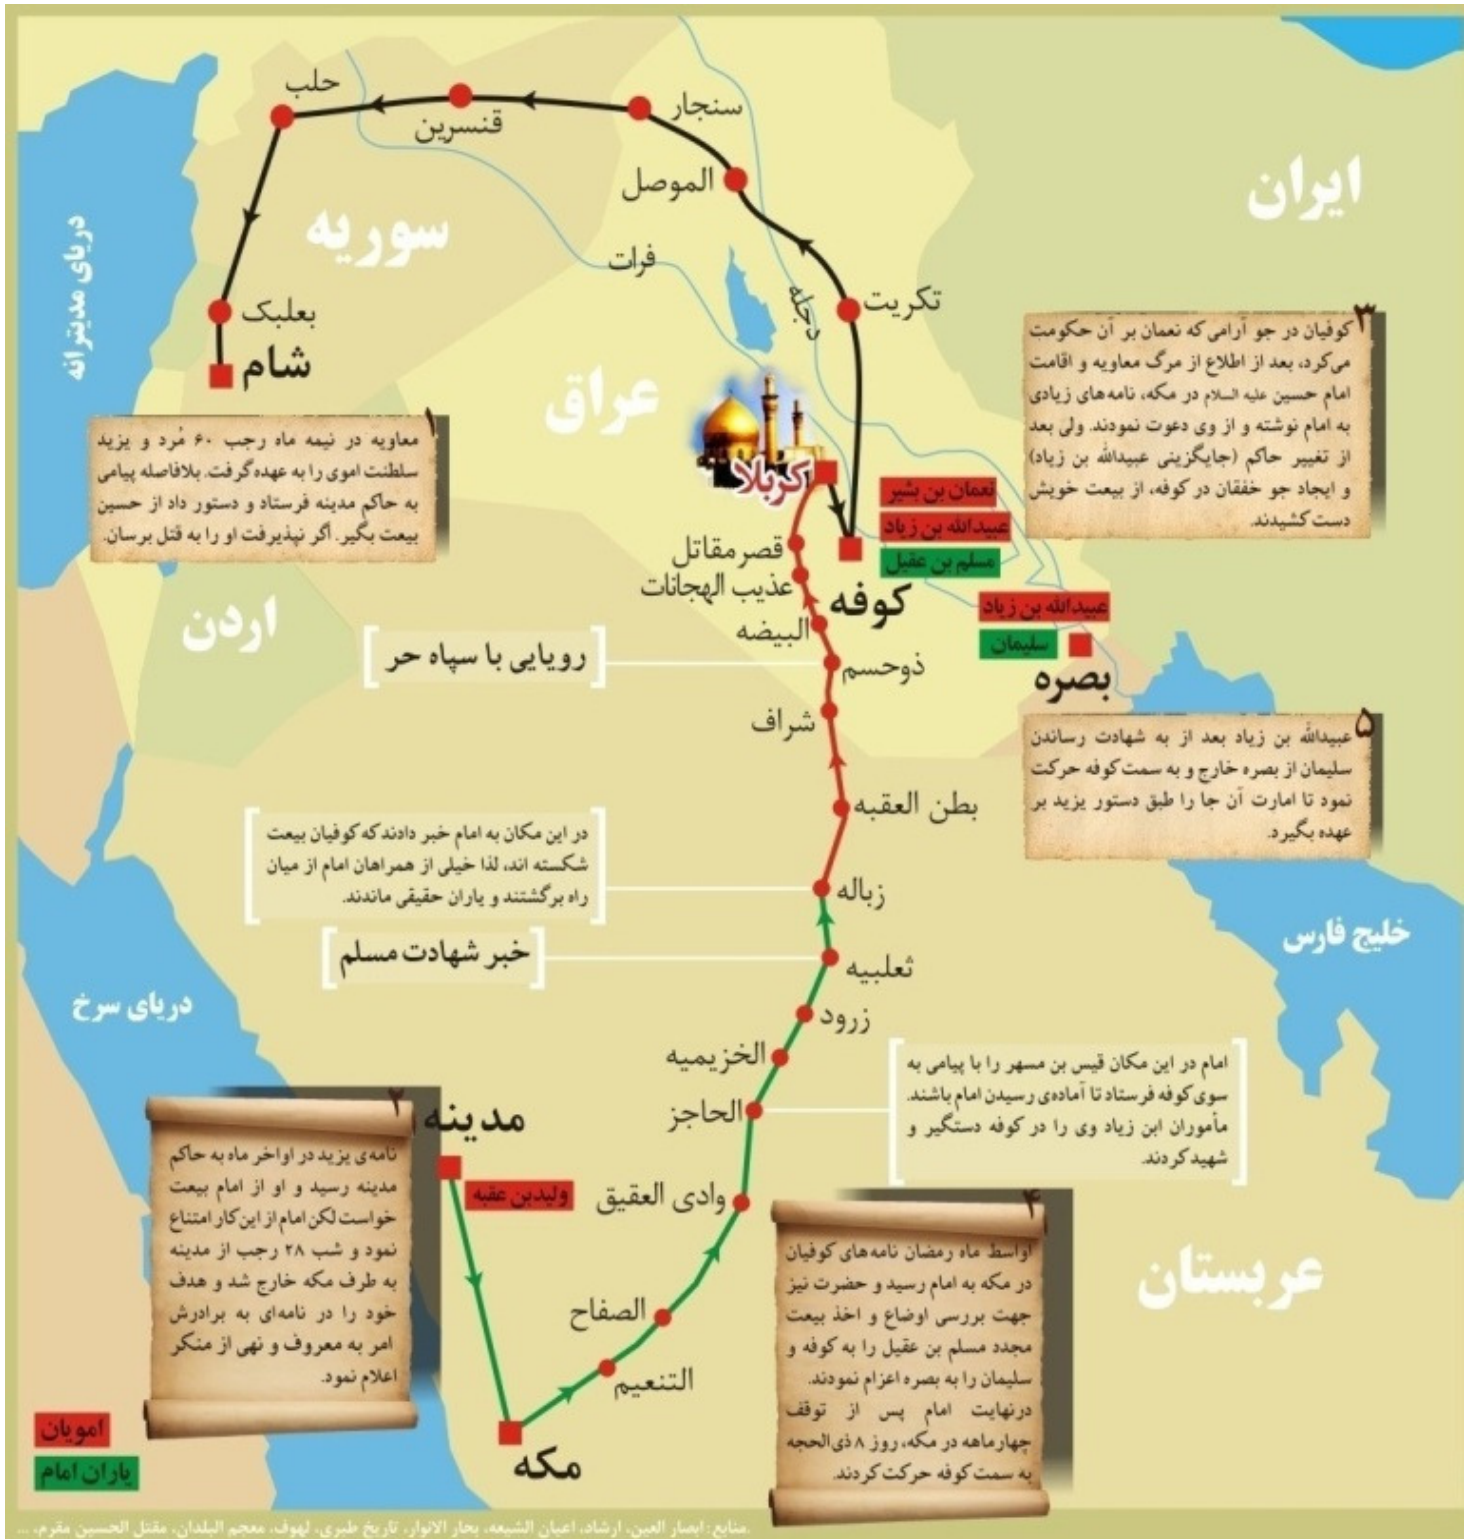 حلب
سنجار
قنسرین
الموصل
ایران
سوریه
دریای مدیترانه
فرات
دجله
تکریت
بعلبک
شام
عراق
۳
کوفیان در جو آرامی که نعمان بر آن حکومت
می‌کرد، بعد از اطلاع از مرگ معاویه و اقامت
امام حسین علیه السلام در مکه، نامه‌های زیادی
به امام نوشته و از وی دعوت نمودند. ولی بعد
از تغییر حاکم (جایگزینی عبیدالله بن زیاد)
و ایجاد جو خفقان در کوفه، از بیعت خویش
دست کشیدند.
۱
معاویه در نیمه ماه رجب ۶۰ مُرد و یزید
سلطنت اموی را به عهده گرفت. بلافاصله پیامی
به حاکم مدینه فرستاد و دستور داد از حسین
بیعت بگیر. اگر نپذیرفت او را به قتل برسان.
کربلا
نعمان بن بشیر
عبیدالله بن زیاد
مسلم بن عقیل
قصر مقاتل
عذیب الهجانات
کوفه
عبیدالله بن زیاد
سلیمان
بصره
اردن
البیضه
رویایی با سپاه حر
ذوحسم
شراف
۵
عبیدالله بن زیاد بعد از به شهادت رساندن
سلیمان از بصره خارج و به سمت کوفه حرکت
نمود تا امارت آن جا را طبق دستور یزید بر
عهده بگیرد.
بطن العقبه
در این مکان به امام خبر دادند که کوفیان بیعت
شکسته اند، لذا خیلی از همراهان امام از میان
راه برگشتند و یاران حقیقی ماندند.
زباله
خبر شهادت مسلم
ثعلبیه
خلیج فارس
دریای سرخ
زرود
الخزیمیه
امام در این مکان قیس بن مسهر را با پیامی به
سوی کوفه فرستاد تا آماده‌ی رسیدن امام باشند.
مأموران ابن زیاد وی را در کوفه دستگیر و
شهید کردند.
الحاجز
مدینه
ولیدبن عقبه
وادی العقیق
۲
نامه‌ی یزید در اواخر ماه به حاکم
مدینه رسید و او از امام بیعت
خواست لکن امام از این کار امتناع
نمود و شب ۲۸ رجب از مدینه
به طرف مکه خارج شد و هدف
خود را در نامه‌ای به برادرش
امر به معروف و نهی از منکر
اعلام نمود.
۴
اواسط ماه رمضان نامه‌های کوفیان
در مکه به امام رسید و حضرت نیز
جهت بررسی اوضاع و اخذ بیعت
مجدد مسلم بن عقیل را به کوفه و
سلیمان را به بصره اعزام نمودند.
درنهایت امام پس از توقف
چهارماهه در مکه، روز ۸ ذی‌الحجه
به سمت کوفه حرکت کردند.
عربستان
الصفاح
التنعیم
مکه
امویان
یاران امام
منابع: ابصار العین، ارشاد، اعیان الشیعه، بحار الانوار، تاریخ طبری، لهوف، معجم البلدان، مقتل الحسین مقرم، ...